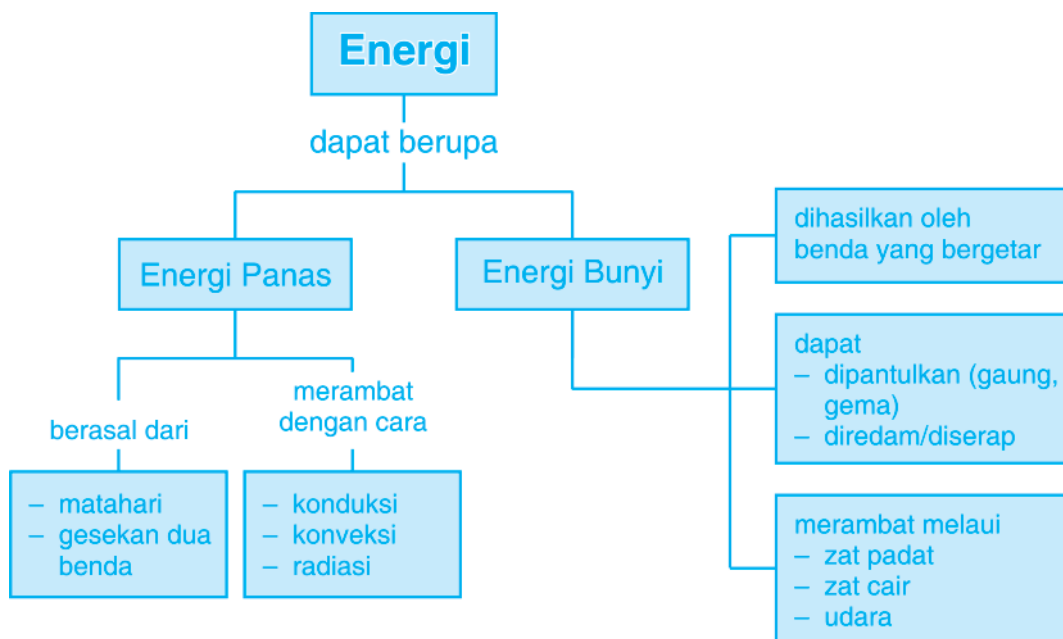 Energi
dapat berupa
Energi Panas
Energi Bunyi
berasal dari
– matahari
– gesekan dua
benda
merambat
dengan cara
– konduksi
– konveksi
– radiasi
dihasilkan oleh
benda yang bergetar
dapat
– dipantulkan (gaung,
gema)
– diredam/diserap
merambat melaui
– zat padat
– zat cair
– udara